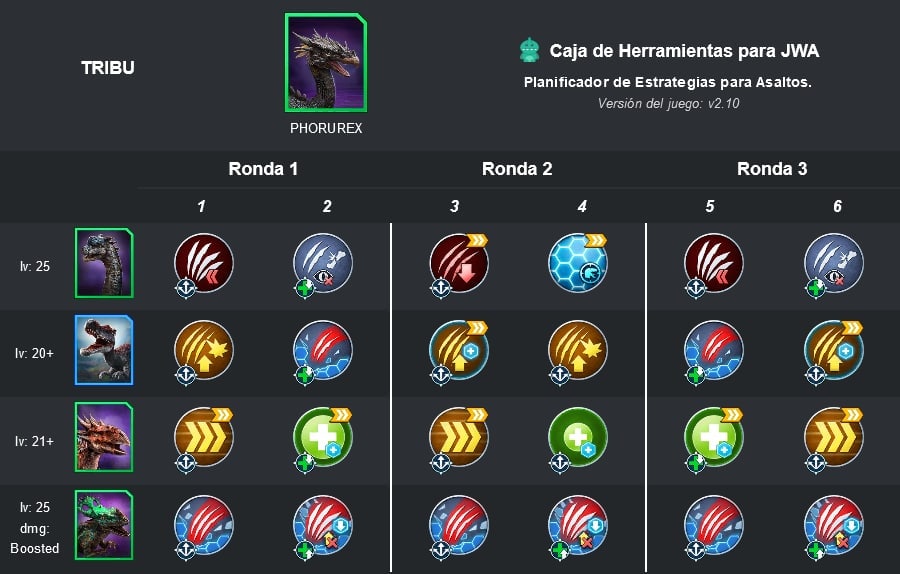 TRIBU
PHORUREX
Caja de Herramientas para JWA
Planificador de Estrategias para Asaltos.
Versión del juego: v2.10
Ronda 1
Ronda 2
Ronda 3
1
2
3
4
5
6
lv: 25
lv: 20+
lv: 21+
lv: 25
dmg:
Boosted